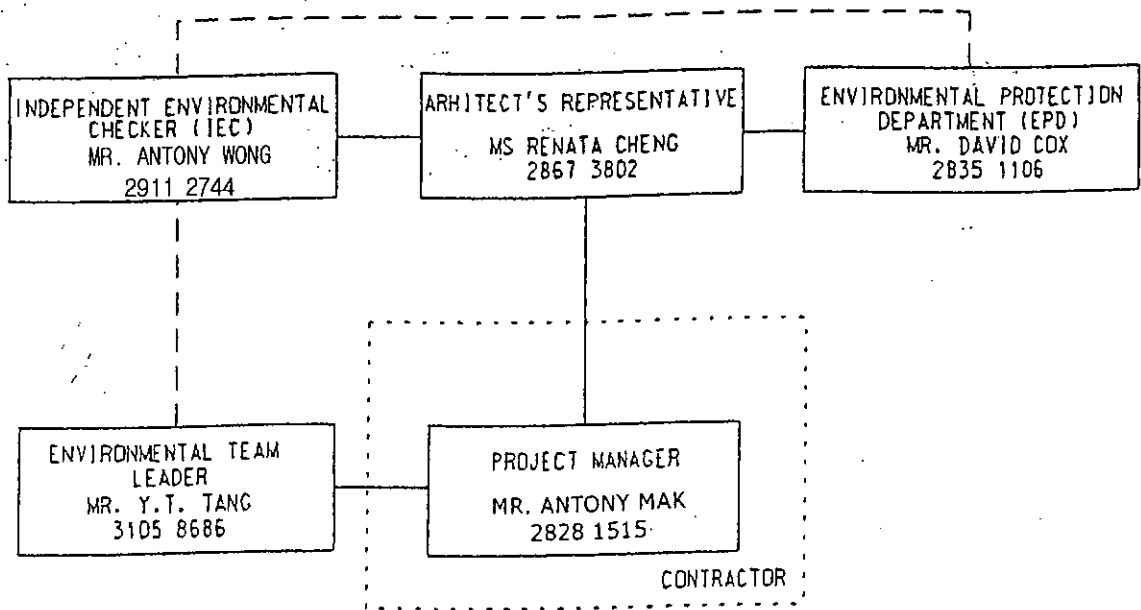 INDEPENDENT ENVIRONMENTAL
CHECKER (IEC)
MR. ANTONY WONG
2911 2744
ARHITECT'S REPRESENTATIVE
MS RENATA CHENG
2867 3802
ENVIRONMENTAL PROTECTION
DEPARTMENT (EPD)
MR. DAVID COX
2835 1106
ENVIRONMENTAL TEAM
LEADER
MR. Y.T. TANG
3105 8686
PROJECT MANAGER
MR. ANTONY MAK
2828 1515
CONTRACTOR